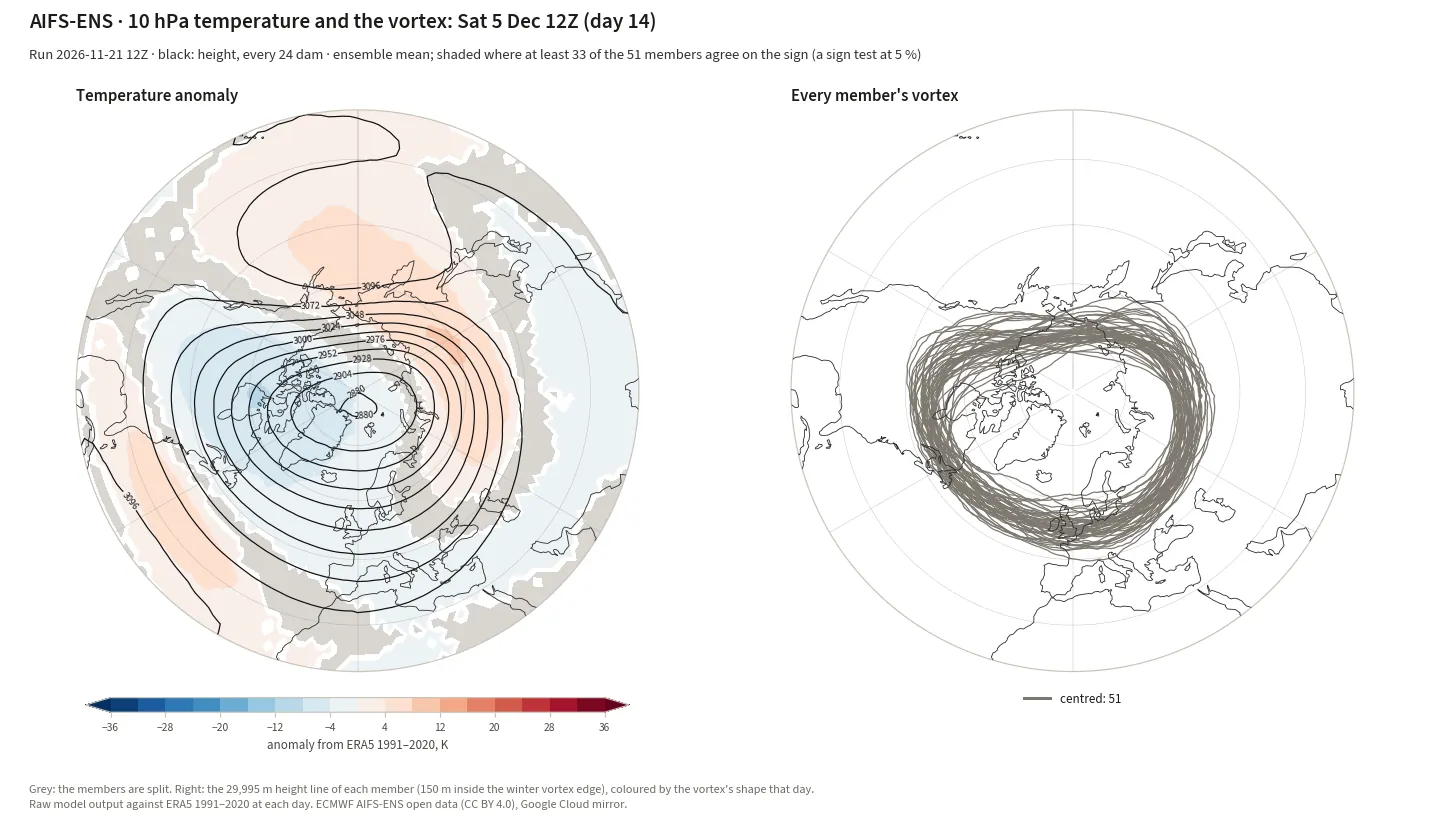 AIFS-ENS · 10 hPa temperature and the vortex: Sat 5 Dec 12Z (day 14)
Run 2026-11-21 12Z · black: height, every 24 dam · ensemble mean; shaded where at least 33 of the 51 members agree on the sign (a sign test at 5 %)
Temperature anomaly
Every member's vortex
3096
3072
3048
3024
3000
2976
2952
2928
2904
2880
2880
3096
−36 −28 −20 −12 −4 4 12 20 28 36
anomaly from ERA5 1991–2020, K
centred: 51
Grey: the members are split. Right: the 29,995 m height line of each member (150 m inside the winter vortex edge), coloured by the vortex's shape that day.
Raw model output against ERA5 1991–2020 at each day. ECMWF AIFS-ENS open data (CC BY 4.0), Google Cloud mirror.